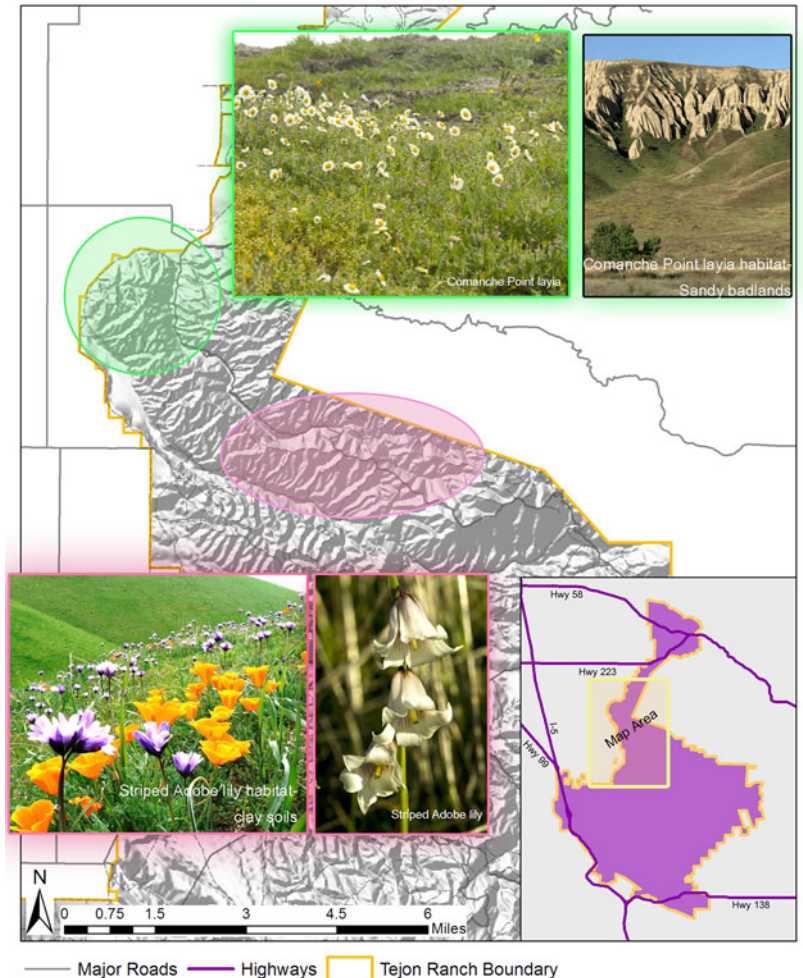 Comanche Point layia
Comanche Point layia habitat-
Sandy badlands
Striped Adobe lily habitat-
clay soils
Striped Adobe lily
Hwy 58
Hwy 223
I-5
Hwy 99
Map Area
Hwy 138
N
0 0.75 1.5 3 4.5 6
Miles
Major Roads Highways Tejon Ranch Boundary